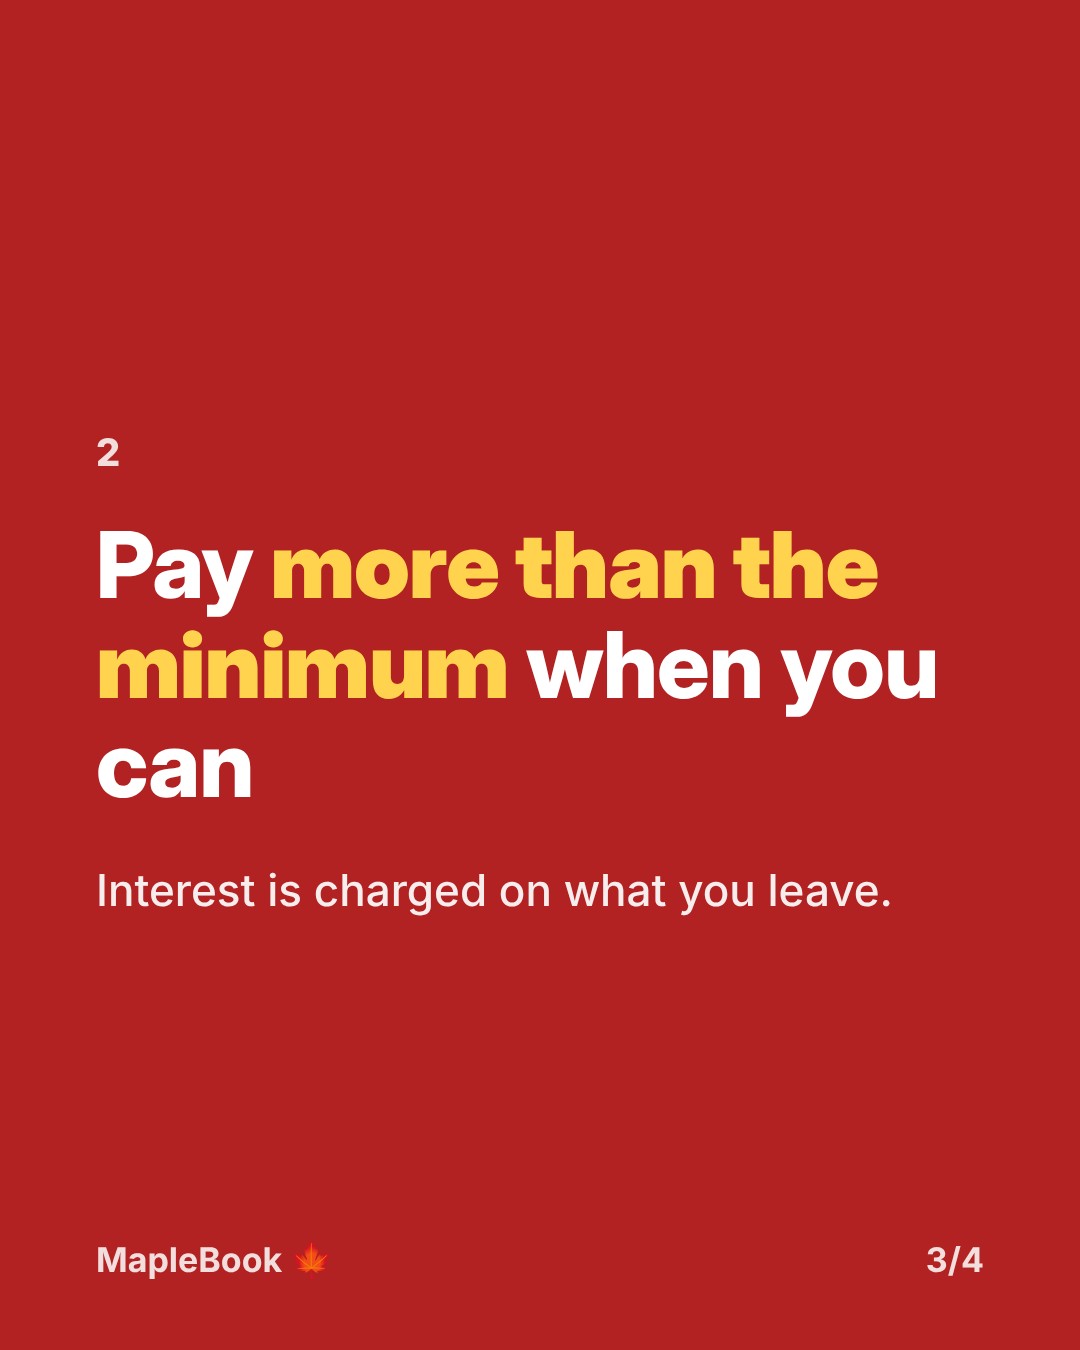 2
Pay more than the
minimum when you
can
Interest is charged on what you leave.
MapleBook 🍁
3/4